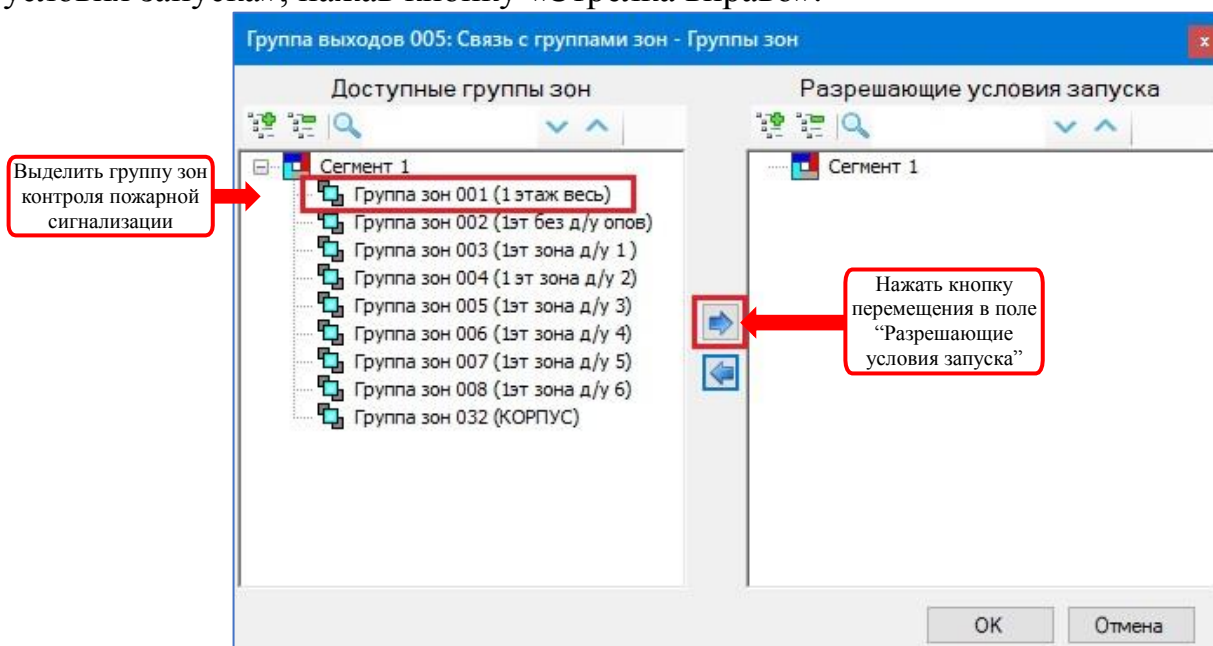 условия запуска», нажав кнопку «Стрелка вправо».
Группа выходов 005: Связь с группами зон - Группы зон
x
Доступные группы зон
Разрешающие условия запуска
Выделить группу зон
контроля пожарной
сигнализации
Сегмент 1
Группа зон 001 (1 этаж весь)
Группа зон 002 (1эт без д/у опов)
Группа зон 003 (1эт зона д/у 1)
Группа зон 004 (1 эт зона д/у 2)
Группа зон 005 (1эт зона д/у 3)
Группа зон 006 (1эт зона д/у 4)
Группа зон 007 (1эт зона д/у 5)
Группа зон 008 (1эт зона д/у 6)
Группа зон 032 (КОРПУС)
Сегмент 1
Нажать кнопку
перемещения в поле
“Разрешающие
условия запуска”
OK
Отмена